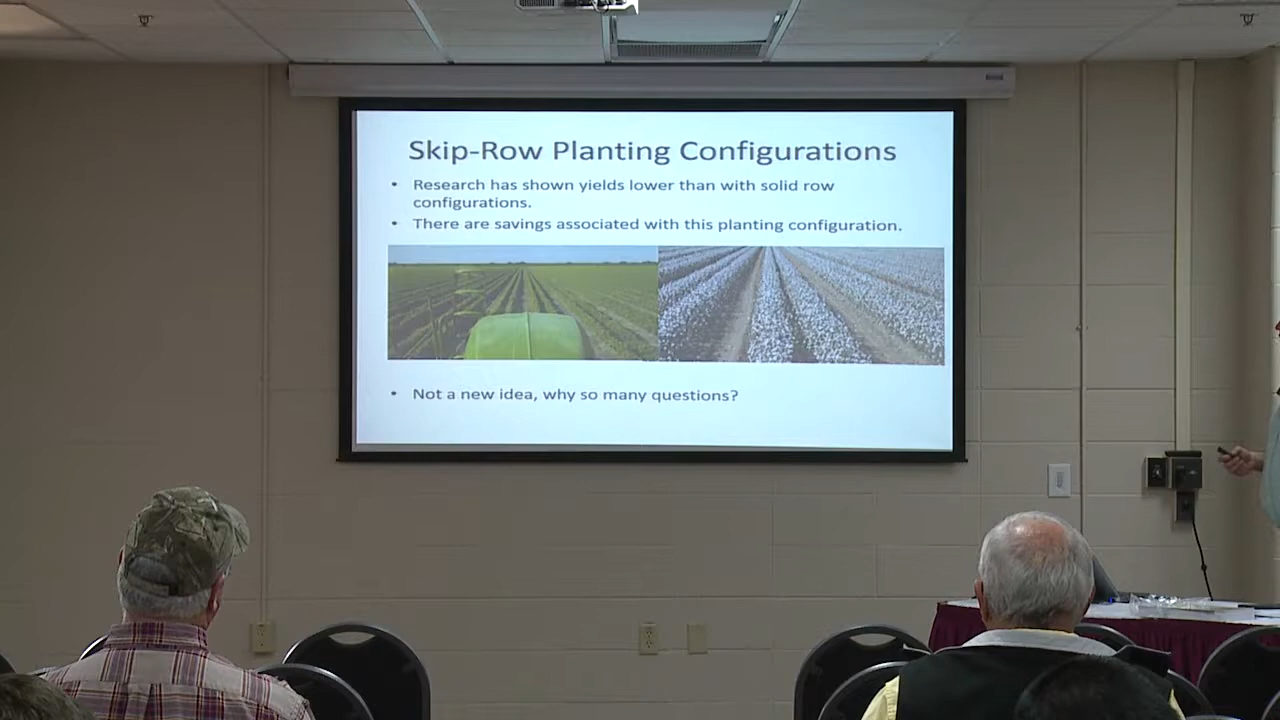 Skip-Row Planting Configurations
• Research has shown yields lower than with solid row
configurations.
• There are savings associated with this planting configuration.
• Not a new idea, why so many questions?